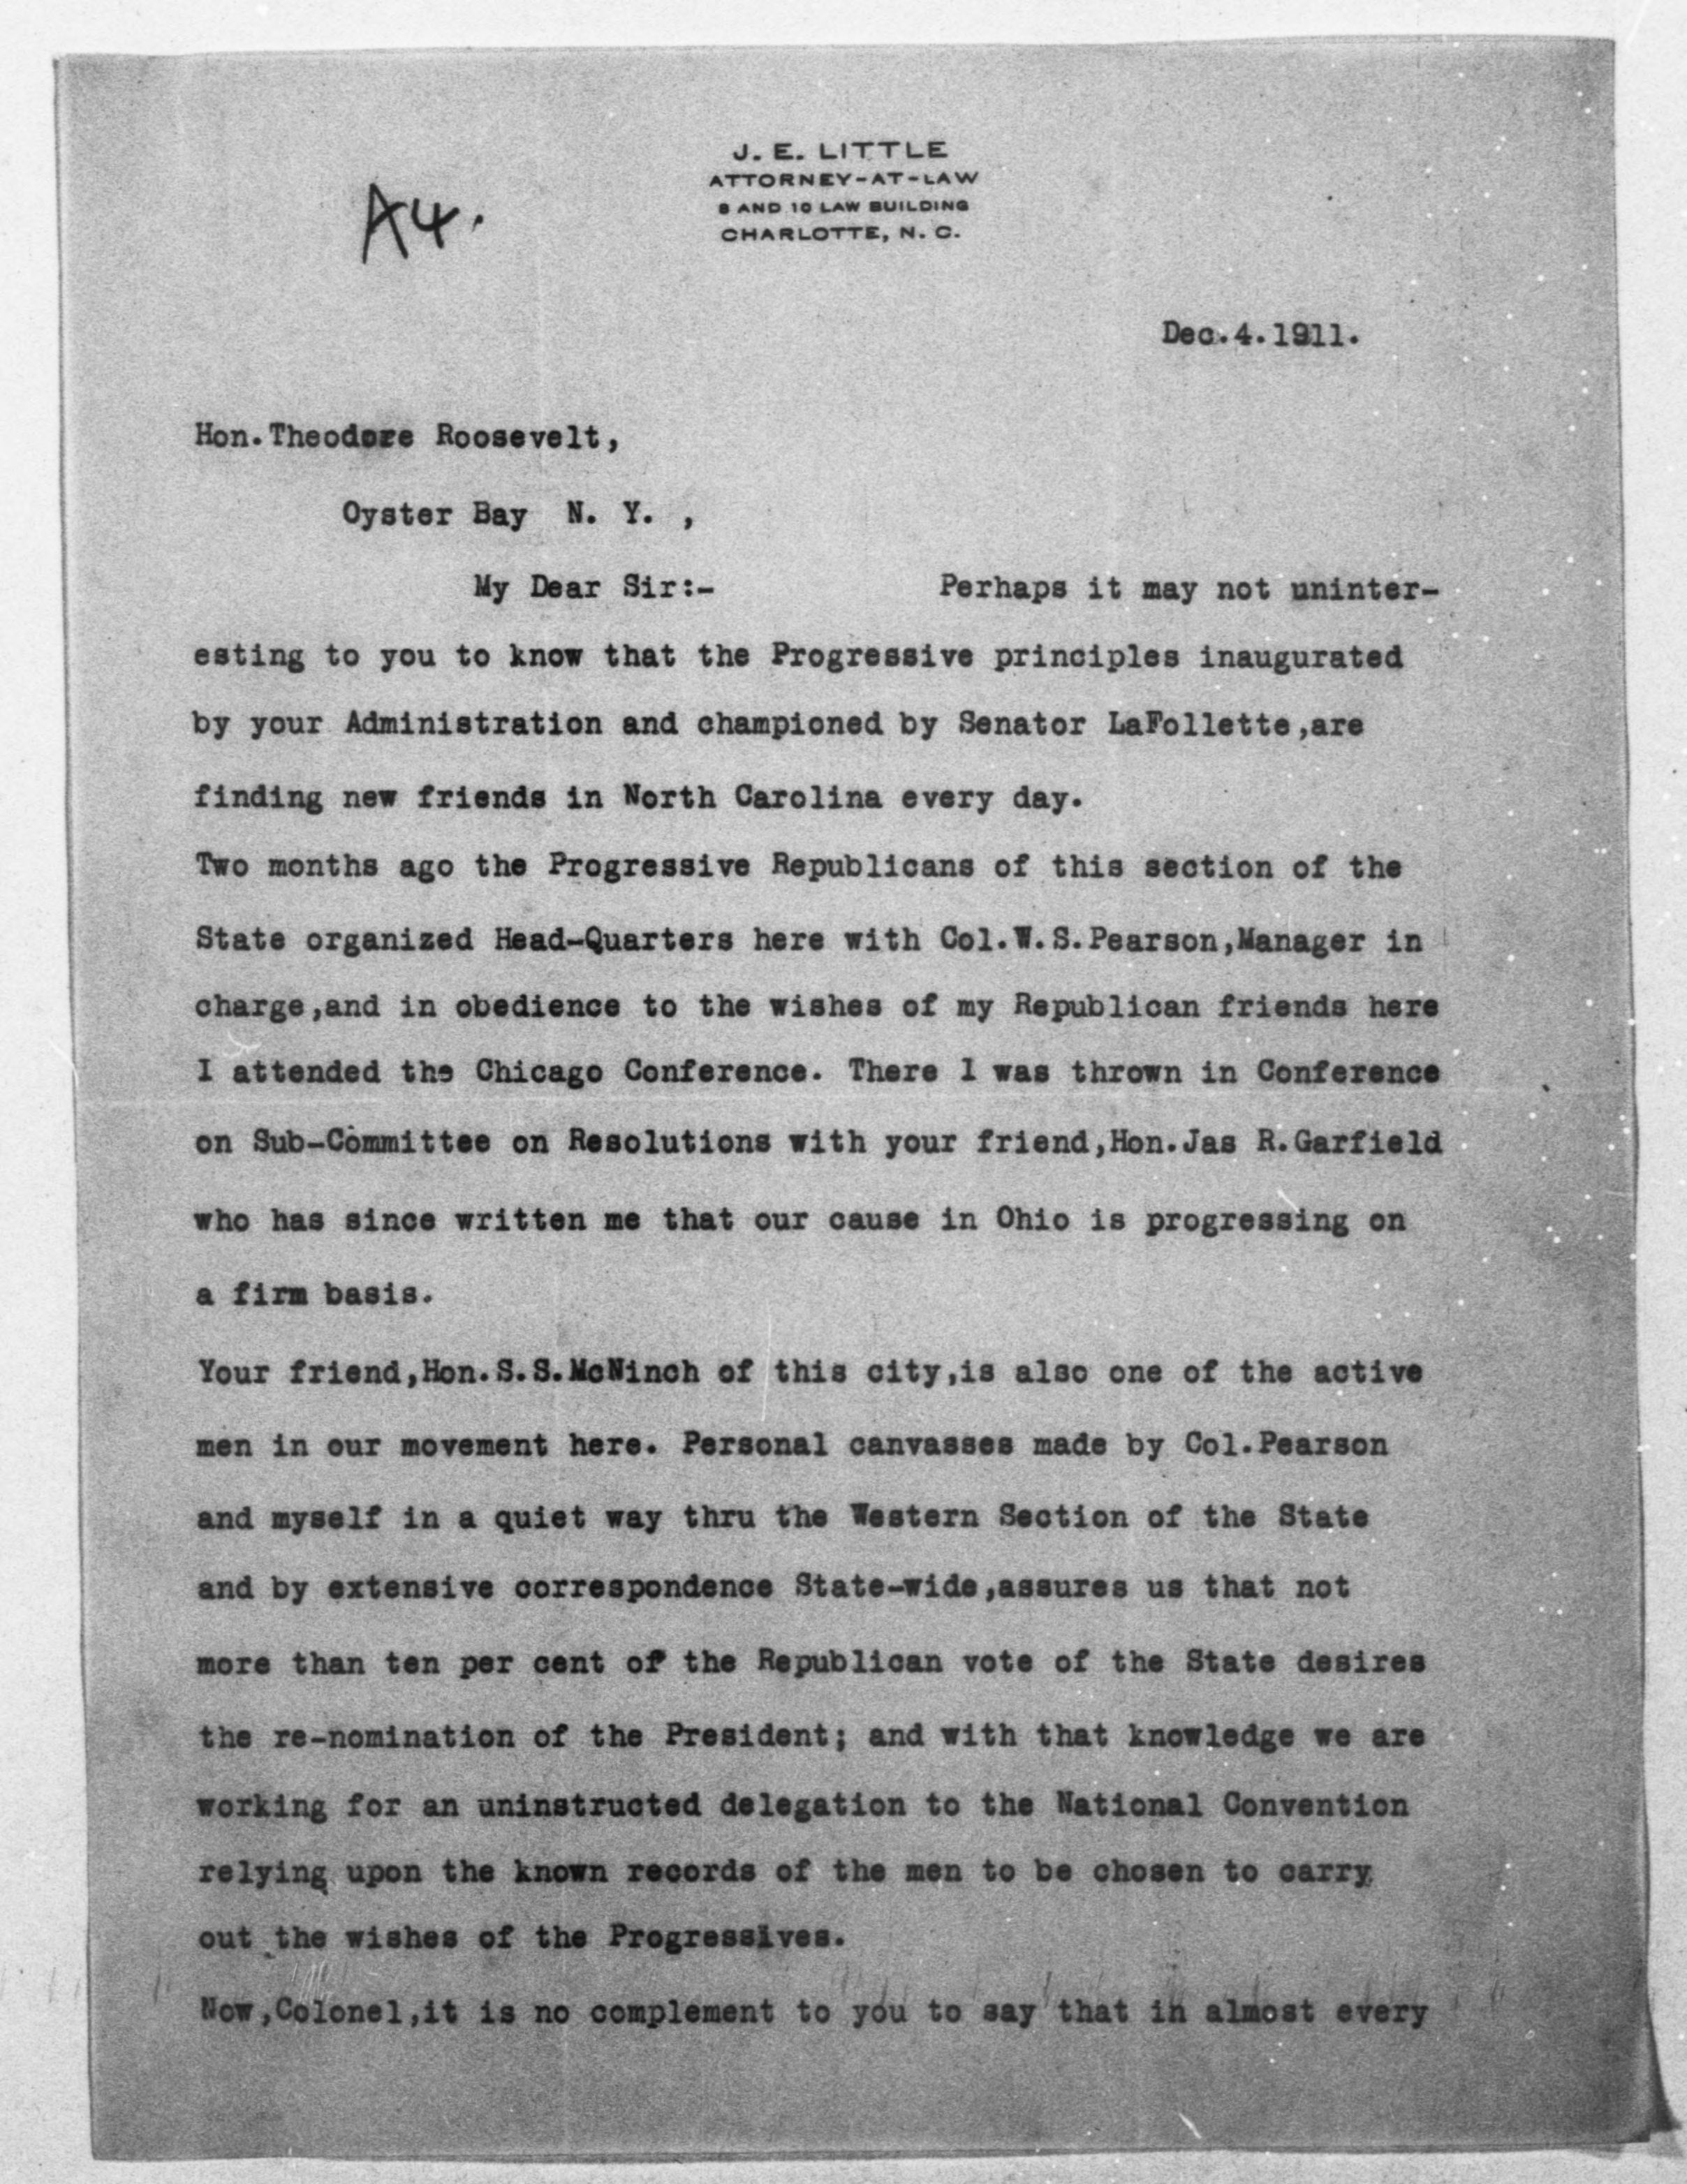 J. E. LITTLE
ATTORNEY-AT-LAW
8 AND 10 LAW BUILDING
CHARLOTTE, N. C.
A4.
Dec.4.1911.
Hon.Theodore Roosevelt,
Oyster Bay N. Y. ,
My Dear Sir:- Perhaps it may not uninter-
esting to you to know that the Progressive principles inaugurated
by your Administration and championed by Senator LaFollette,are
finding new friends in North Carolina every day.
Two months ago the Progressive Republicans of this section of the
State organized Head-Quarters here with Col.W.S.Pearson,Manager in
charge,and in obedience to the wishes of my Republican friends here
I attended the Chicago Conference. There 1 was thrown in Conference
on Sub-Committee on Resolutions with your friend,Hon.Jas R.Garfield
who has since written me that our cause in Ohio is progressing on
a firm basis.
Your friend,Hon.S.S.McNinch of this city,is also one of the active
men in our movement here. Personal canvasses made by Col.Pearson
and myself in a quiet way thru the Western Section of the State
and by extensive correspondence State-wide,assures us that not
more than ten per cent of the Republican vote of the State desires
the re-nomination of the President; and with that knowledge we are
working for an uninstructed delegation to the National Convention
relying upon the known records of the men to be chosen to carry
out the wishes of the Progressives.
Now,Colonel,it is no complement to you to say that in almost every